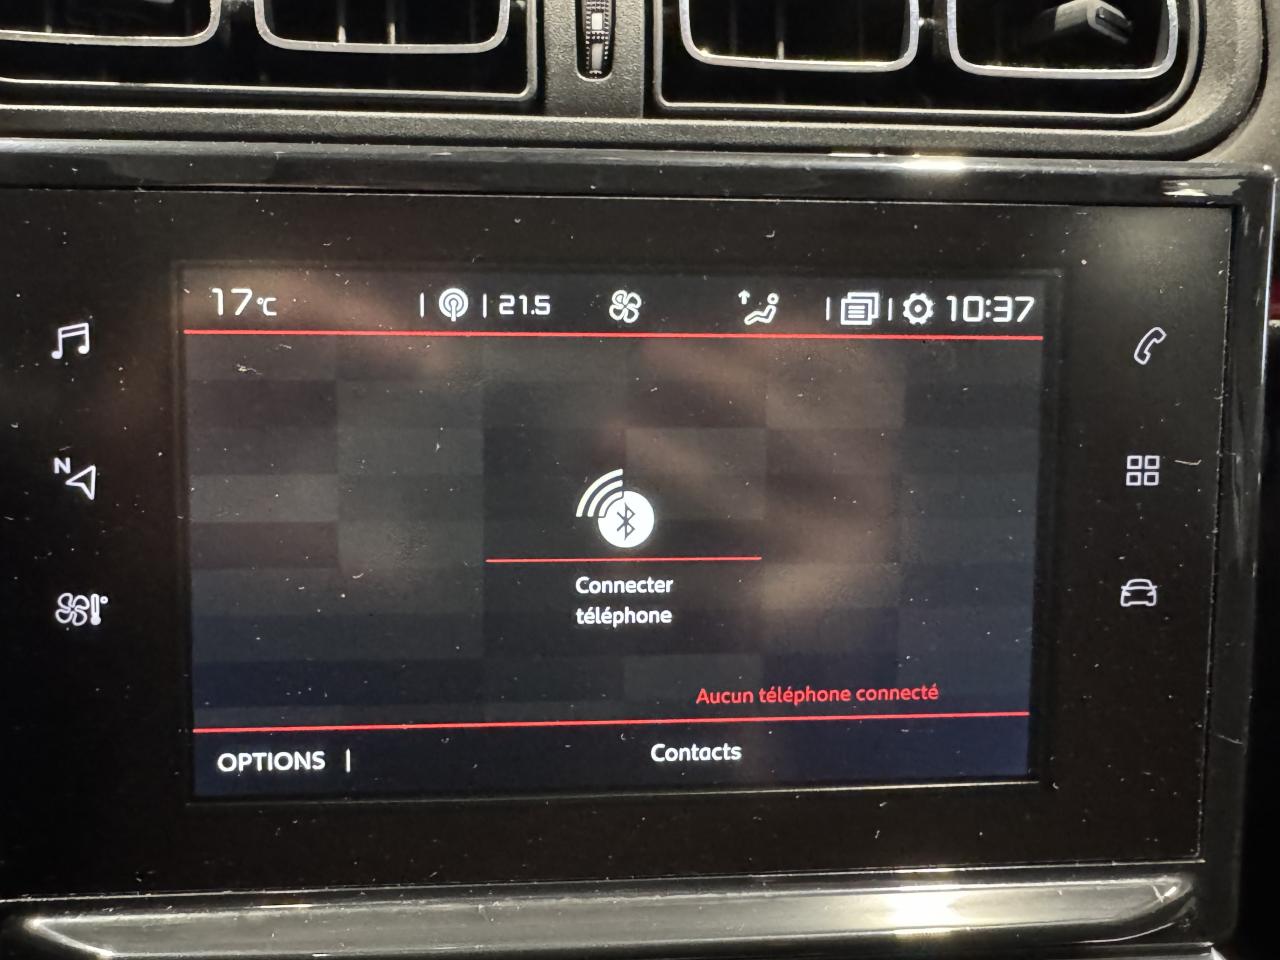 17°C | | 21.5 | | 10:37
N
Connecter
téléphone
Aucun téléphone connecté
OPTIONS |
Contacts